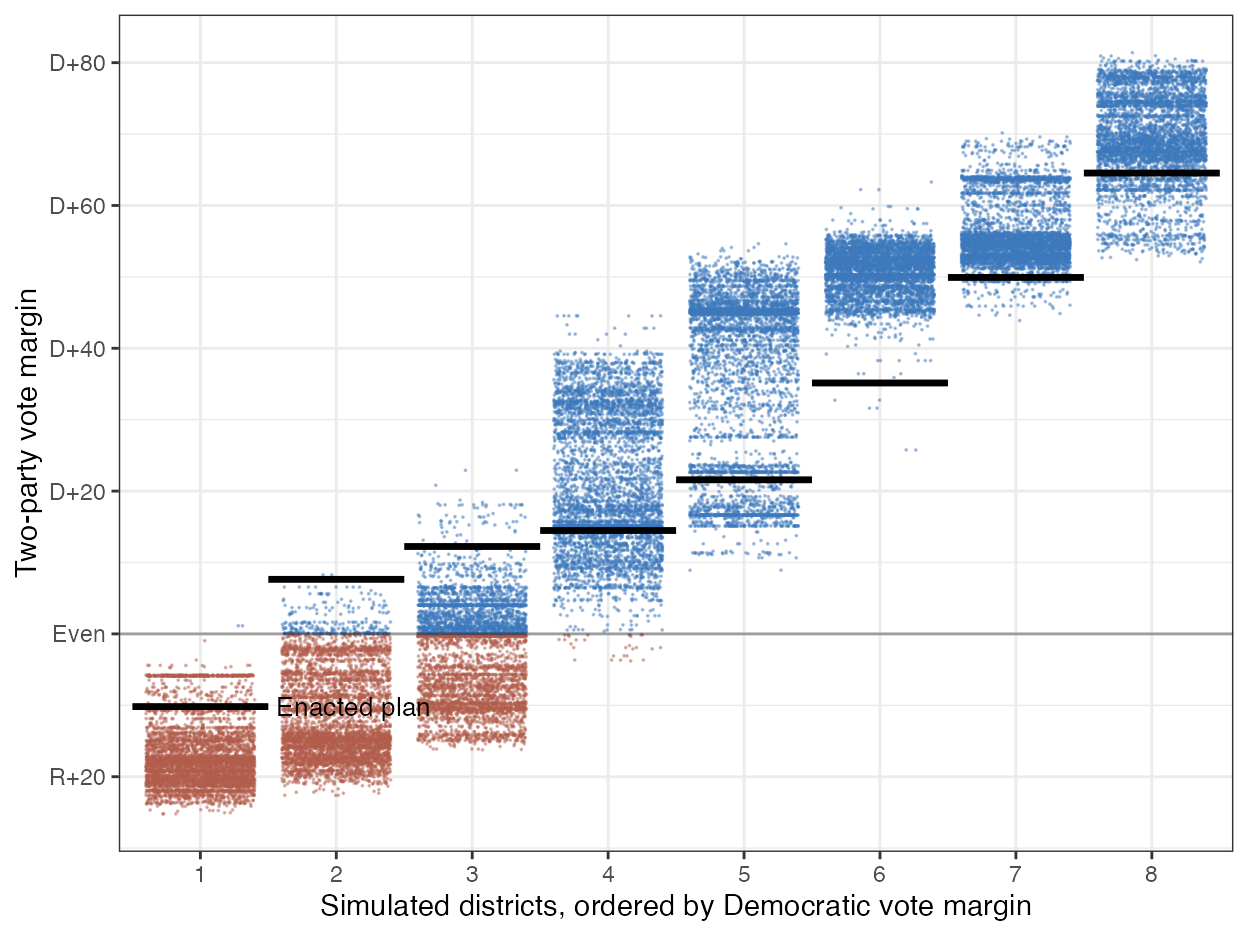 Two-party vote margin
D+80
D+60
D+40
D+20
Even
R+20
Enacted plan
1 2 3 4 5 6 7 8
Simulated districts, ordered by Democratic vote margin